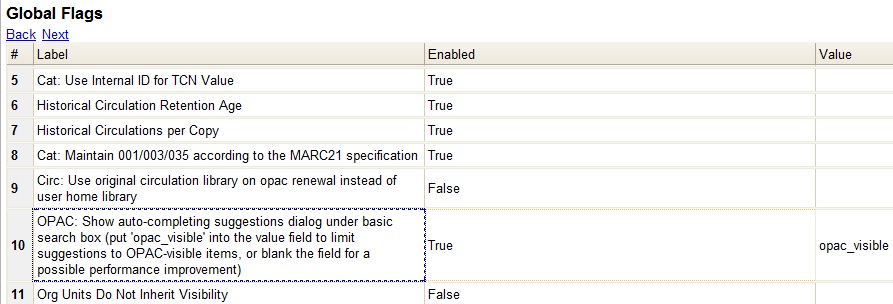 Global Flags
Back Next
# Label Enabled Value
5 Cat: Use Internal ID for TCN Value True
6 Historical Circulation Retention Age True
7 Historical Circulations per Copy True
8 Cat: Maintain 001/003/035 according to the MARC21 specification True
9 Circ: Use original circulation library on opac renewal instead of
user home library False
10 OPAC: Show auto-completing suggestions dialog under basic
search box (put 'opac_visible' into the value field to limit
suggestions to OPAC-visible items, or blank the field for a
possible performance improvement) True opac_visible
11 Org Units Do Not Inherit Visibility False